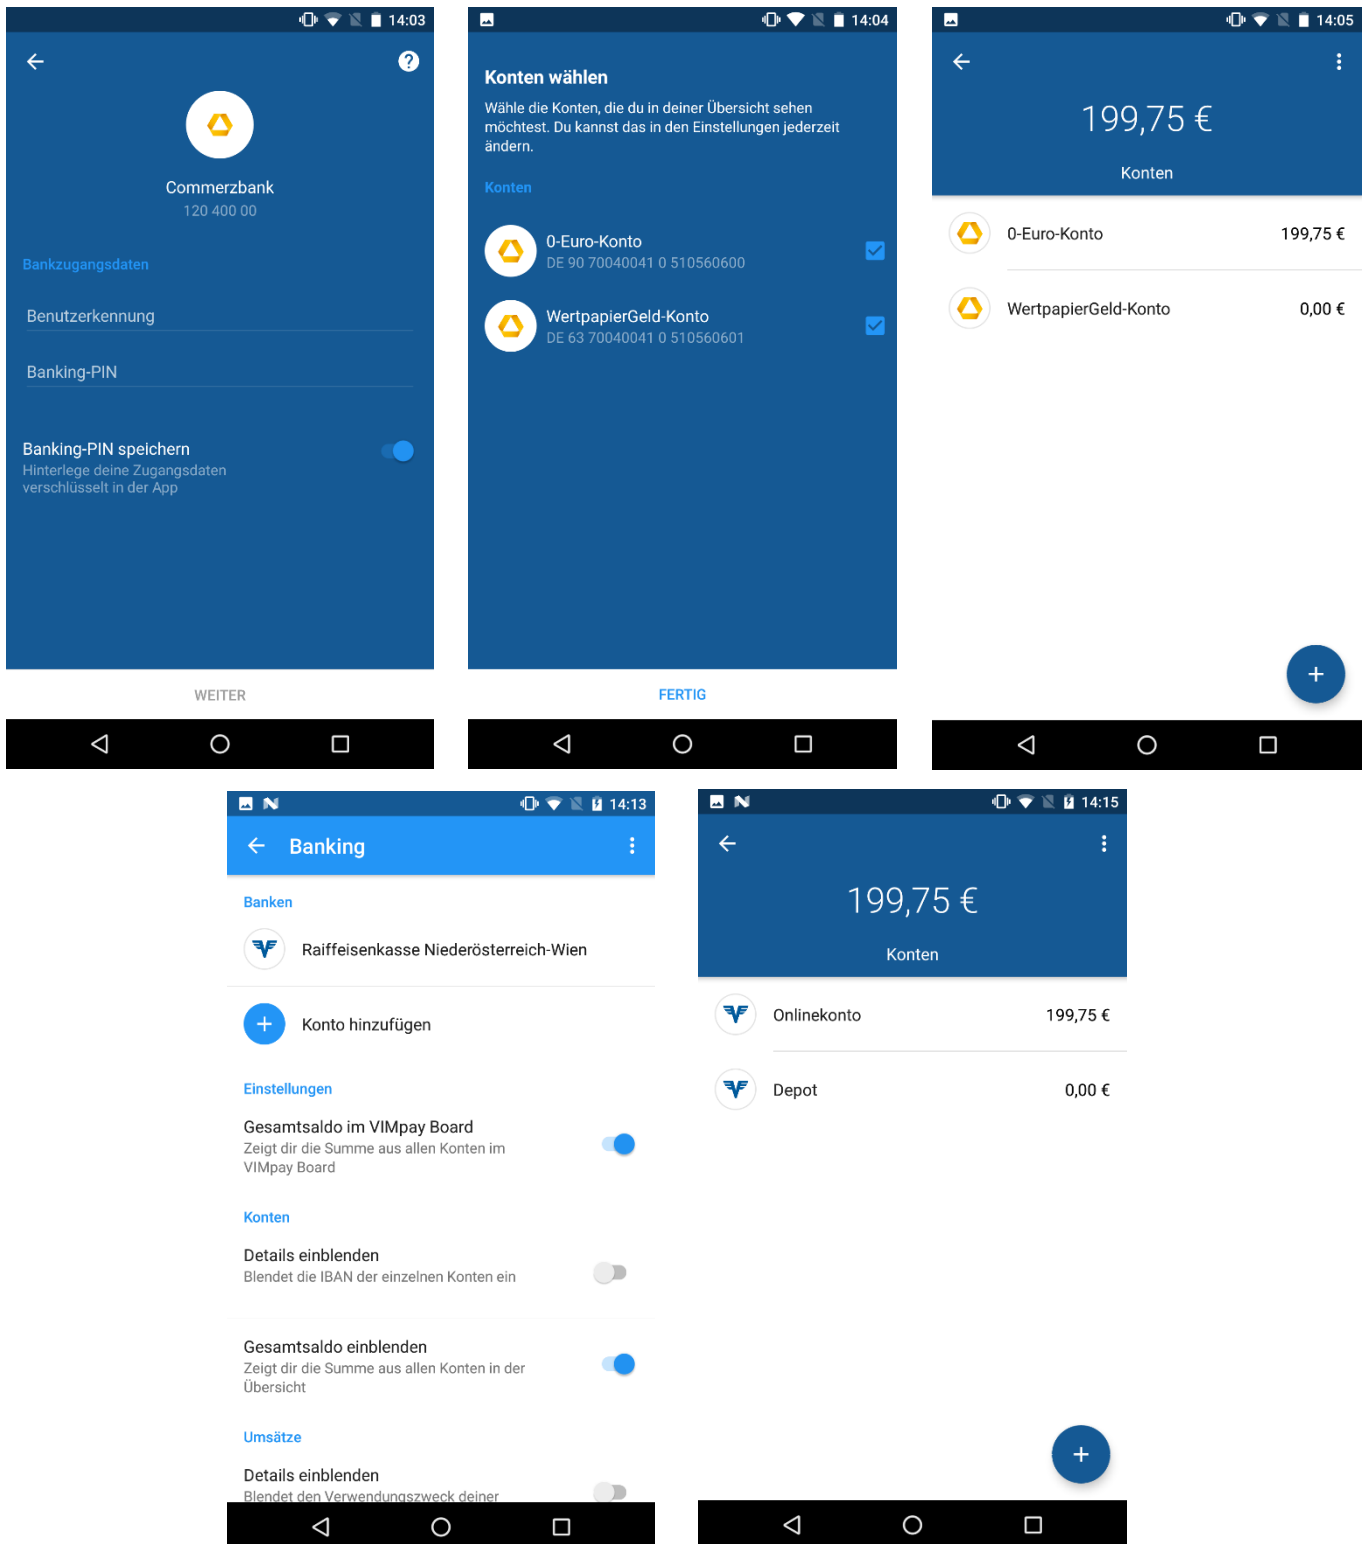 14:03
Commerzbank
120 400 00
Bankzugangsdaten
Benutzerkennung
Banking-PIN
Banking-PIN speichern
Hinterlege deine Zugangsdaten
verschlüsselt in der App
WEITER
14:04
Konten wählen
Wähle die Konten, die du in deiner Übersicht sehen
möchtest. Du kannst das in den Einstellungen jederzeit
ändern.
Konten
0-Euro-Konto
DE 90 70040041 0 510560600
WertpapierGeld-Konto
DE 63 70040041 0 510560601
FERTIG
14:05
199,75 €
Konten
0-Euro-Konto 199,75 €
WertpapierGeld-Konto 0,00 €
14:13
Banking
Banken
Raiffeisenkasse Niederösterreich-Wien
Konto hinzufügen
Einstellungen
Gesamtsaldo im VIMpay Board
Zeigt dir die Summe aus allen Konten im
VIMpay Board
Konten
Details einblenden
Blendet die IBAN der einzelnen Konten ein
Gesamtsaldo einblenden
Zeigt dir die Summe aus allen Konten in der
Übersicht
Umsätze
Details einblenden
Blendet den Verwendungszweck deiner
14:15
199,75 €
Konten
Onlinekonto 199,75 €
Depot 0,00 €